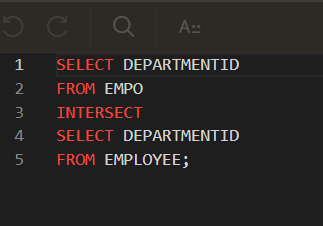 A
1 SELECT DEPARTMENTID
2 FROM EMPO
3 INTERSECT
4 SELECT DEPARTMENTID
5 FROM EMPLOYEE;